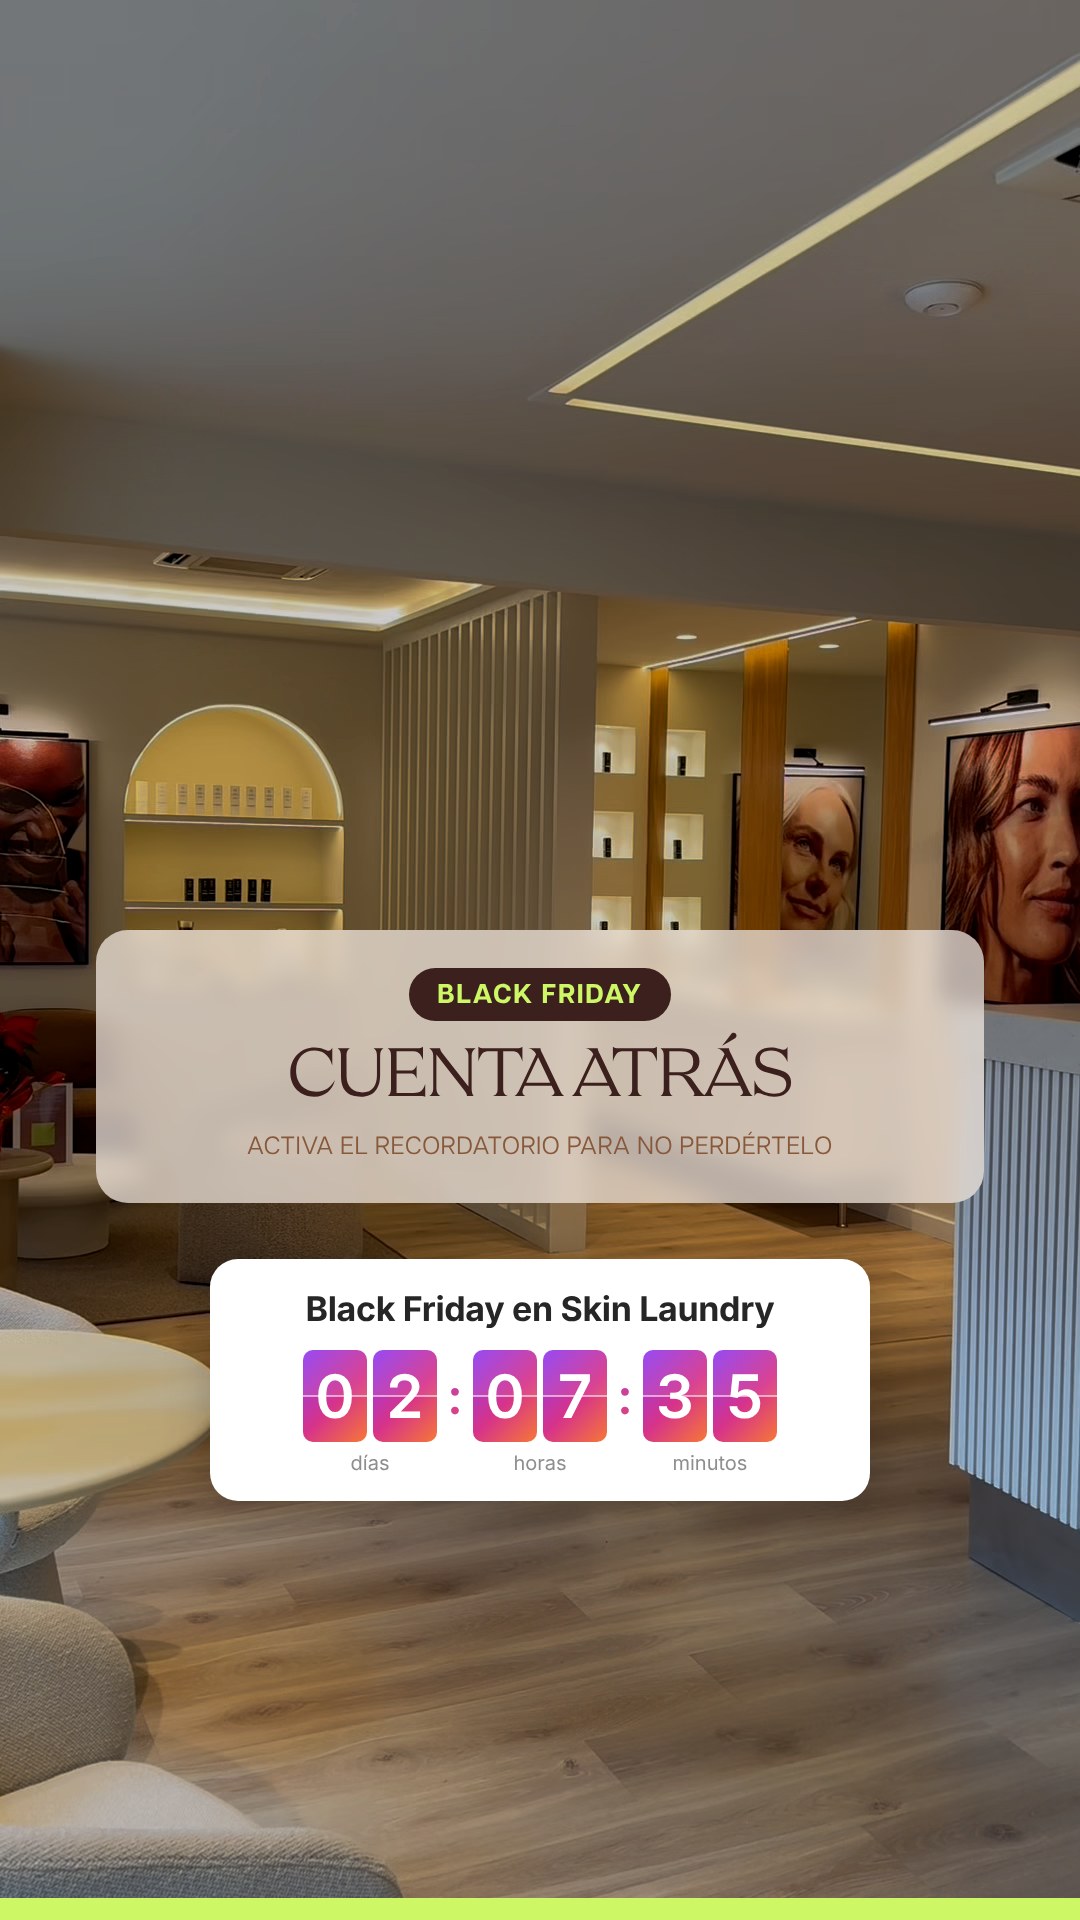 BLACK FRIDAY
CUENTA ATRÁS
ACTIVA EL RECORDATORIO PARA NO PERDÉRTELO
Black Friday en Skin Laundry
02:07:35
días horas minutos